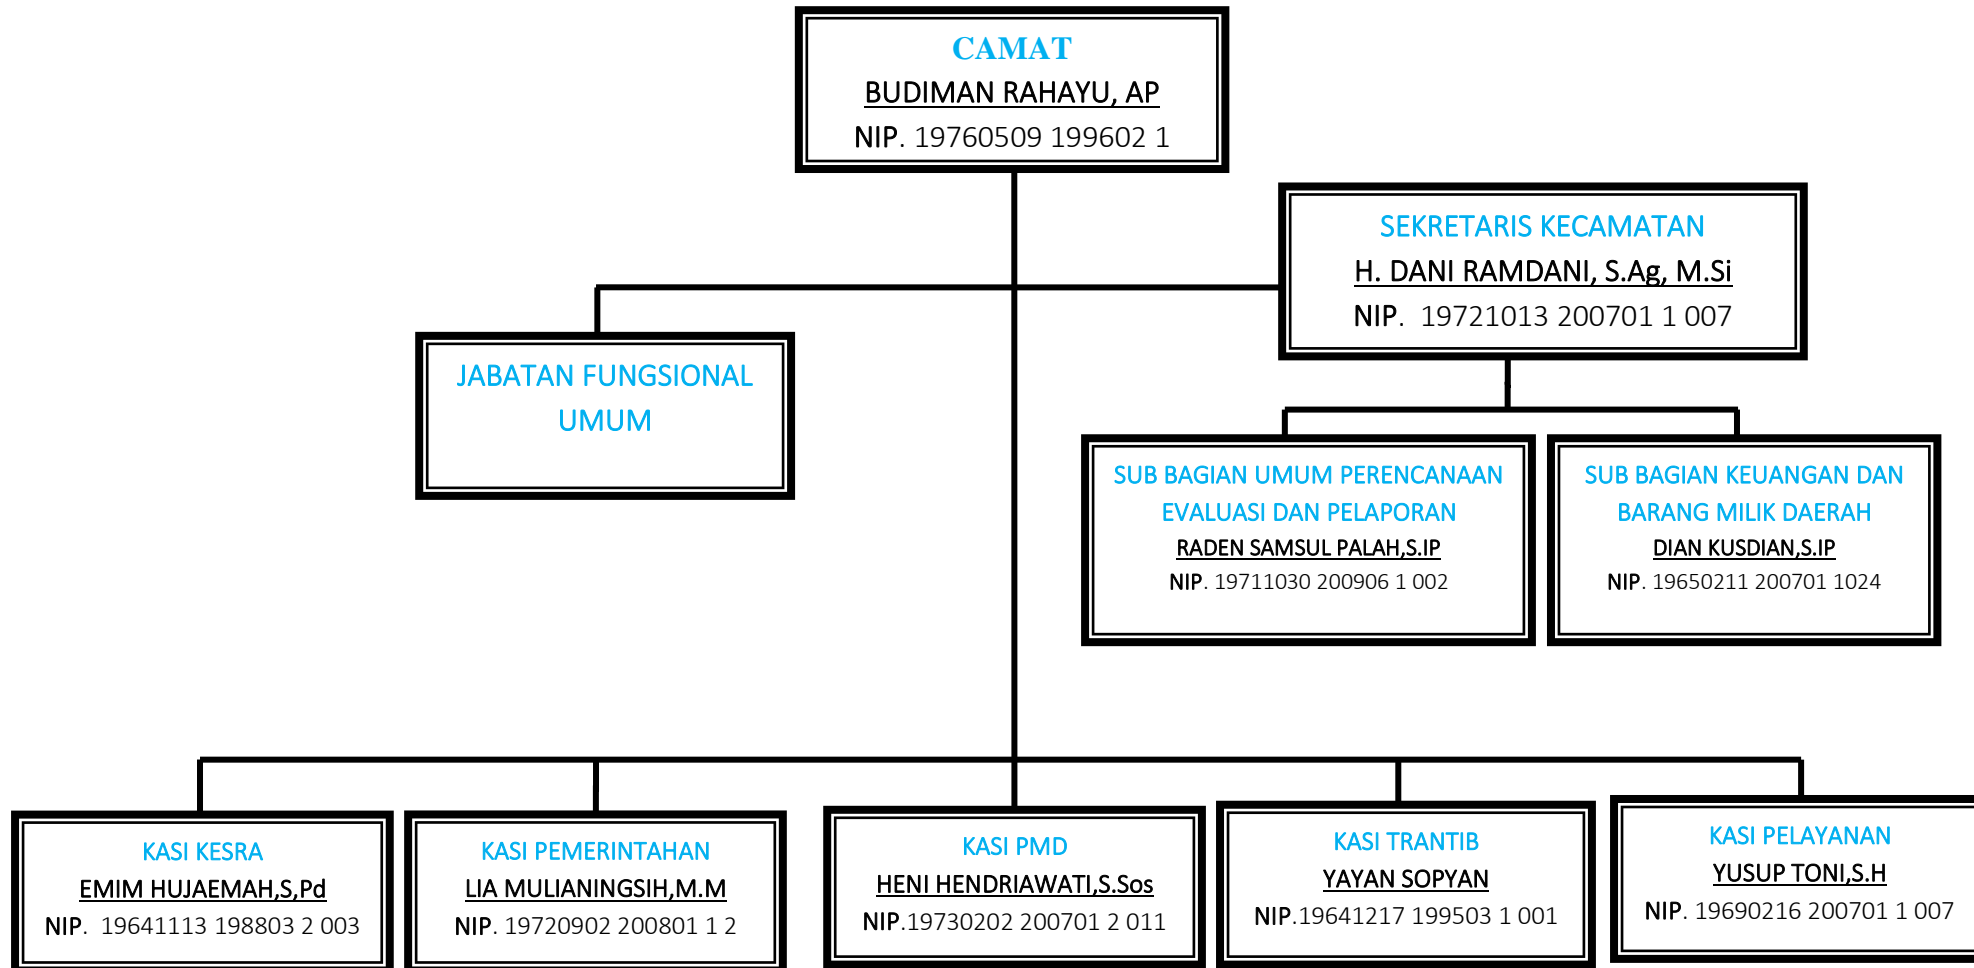 CAMAT
BUDIMAN RAHAYU, AP
NIP. 19760509 199602 1
SEKRETARIS KECAMATAN
H. DANI RAMDANI, S.Ag, M.Si
NIP.  19721013 200701 1 007
JABATAN FUNGSIONAL
UMUM
SUB BAGIAN UMUM PERENCANAAN
EVALUASI DAN PELAPORAN
RADEN SAMSUL PALAH,S.IP
NIP. 19711030 200906 1 002
SUB BAGIAN KEUANGAN DAN
BARANG MILIK DAERAH
DIAN KUSDIAN,S.IP
NIP. 19650211 200701 1024
KASI KESRA
EMIM HUJAEMAH,S,Pd
NIP.  19641113 198803 2 003
KASI PEMERINTAHAN
LIA MULIANINGSIH,M.M
NIP. 19720902 200801 1 2
KASI PMD
HENI HENDRIAWATI,S.Sos
NIP.19730202 200701 2 011
KASI TRANTIB
YAYAN SOPYAN
NIP.19641217 199503 1 001
KASI PELAYANAN
YUSUP TONI,S.H
NIP. 19690216 200701 1 007